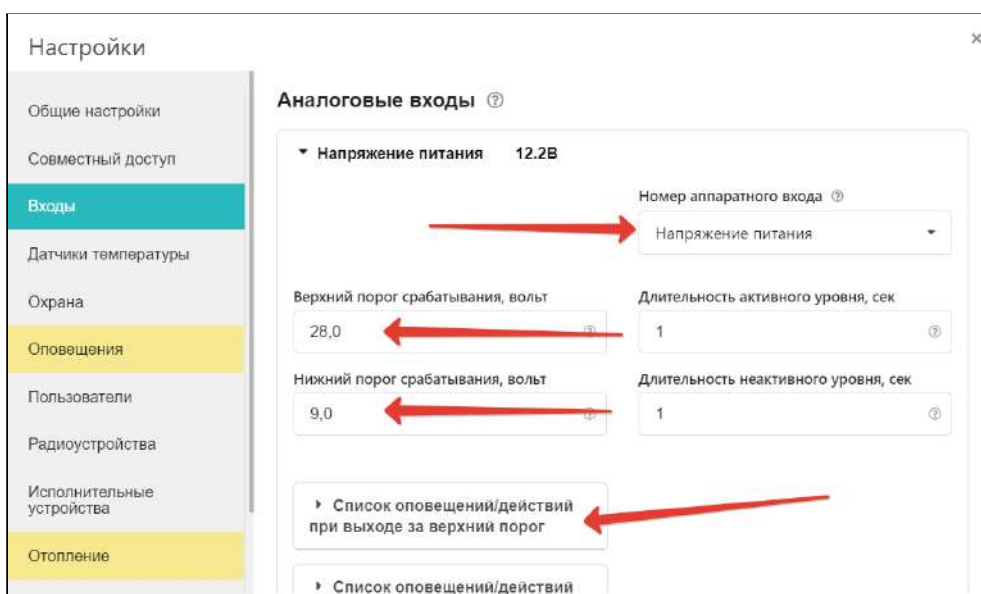 Настройки
×
Общие настройки
Совместный доступ
Входы
Датчики температуры
Охрана
Оповещения
Пользователи
Радиоустройства
Исполнительные
устройства
Отопление
Аналоговые входы ?
Напряжение питания 12.2В
Номер аппаратного входа ?
Напряжение питания
Верхний порог срабатывания, вольт
28,0 ?
Длительность активного уровня, сек
1 ?
Нижний порог срабатывания, вольт
9,0 ?
Длительность неактивного уровня, сек
1 ?
Список оповещений/действий
при выходе за верхний порог
Список оповещений/действий